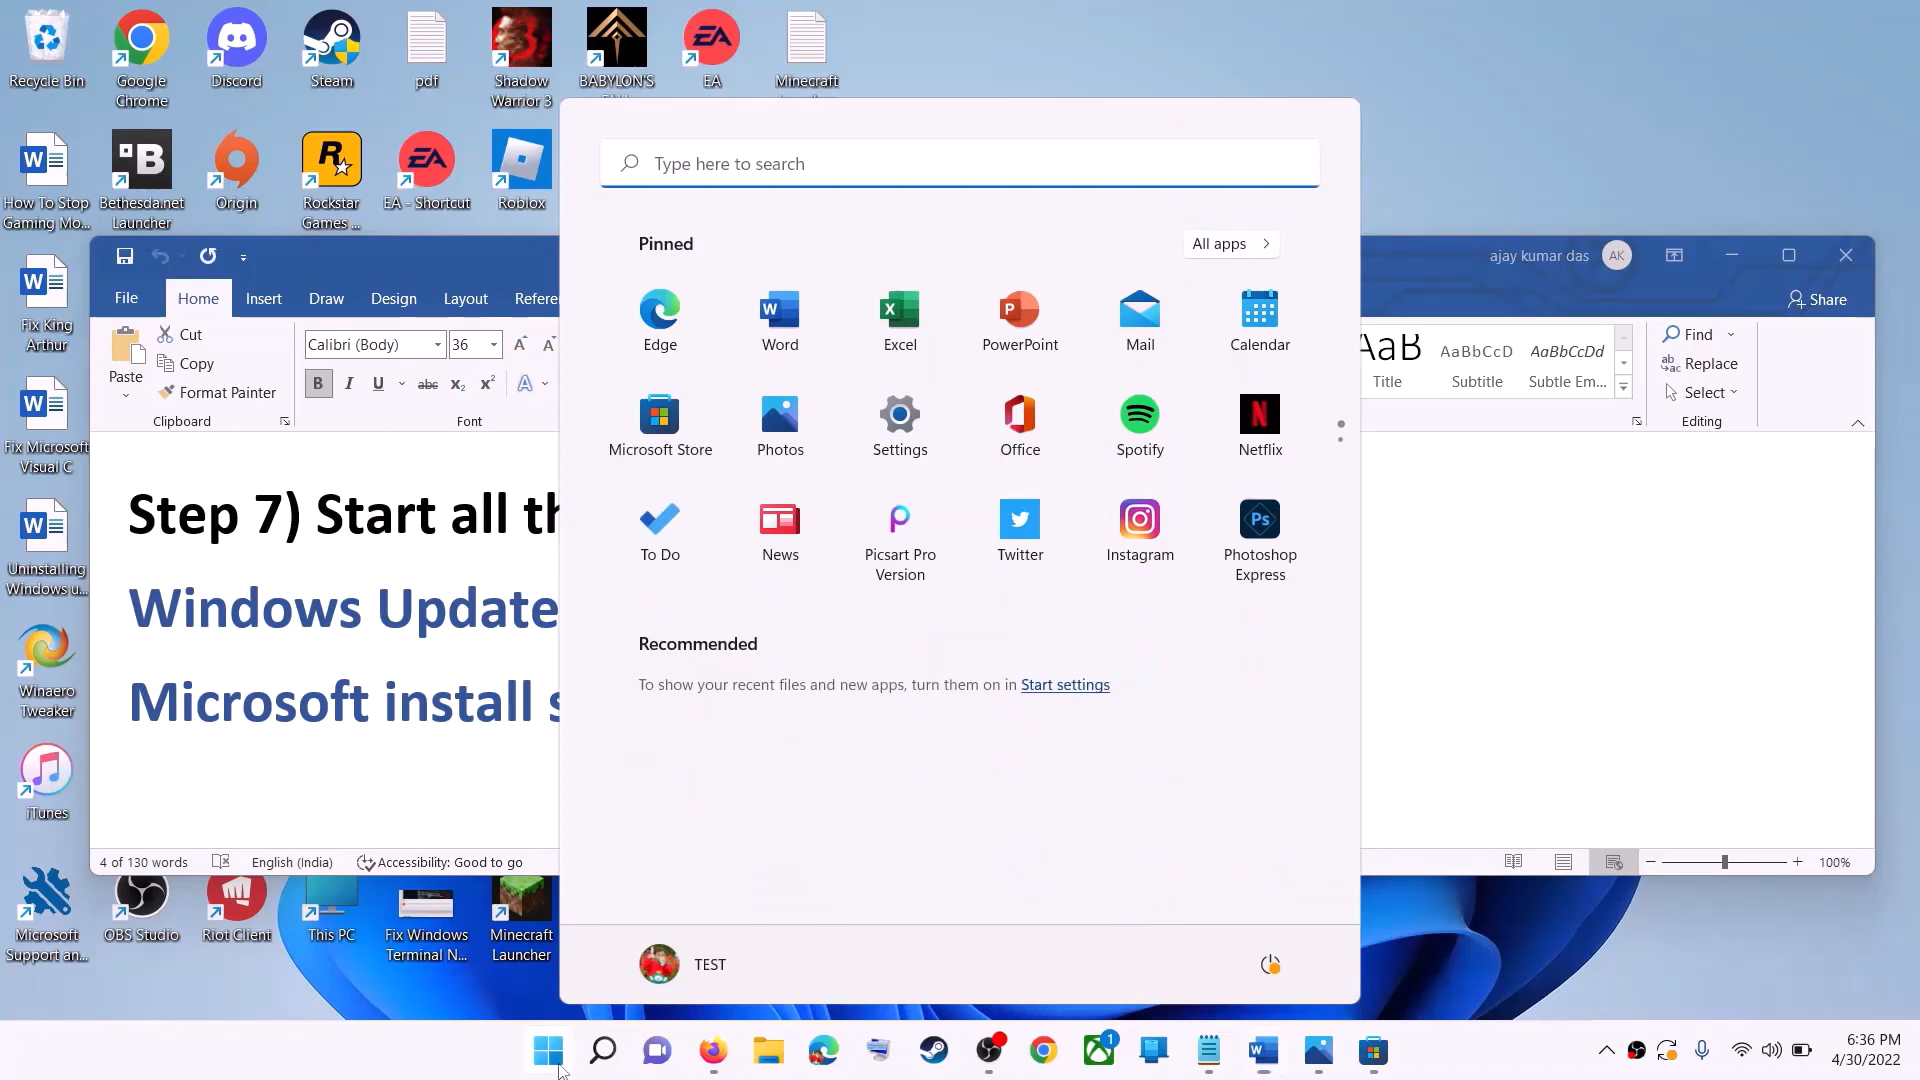 Recycle Bin
Google
Chrome
Discord
Steam
pdf
Shadow
Warrior 3
BABYLON'S
EA
Minecraft
How To Stop
Gaming Mo...
Bethesda.net
Launcher
Origin
Rockstar
Games ...
EA - Shortcut
Roblox
Fix King
Arthur
Fix Microsoft
Visual C
Uninstalling
Windows u...
Winaero
Tweaker
iTunes
Microsoft
Support an...
OBS Studio
Riot Client
This PC
Fix Windows
Terminal N...
Minecraft
Launcher
ajay kumar das
AK
File
Home
Insert
Draw
Design
Layout
Refere
Share
Paste
Cut
Copy
Format Painter
Clipboard
Calibri (Body)
36
Font
AaB
Title
AaBbCcD
Subtitle
AaBbCcDd
Subtle Em...
Find
Replace
Select
Editing
Step 7) Start all th
Windows Update
Microsoft install s
4 of 130 words
English (India)
Accessibility: Good to go
100%
Type here to search
Pinned
All apps
Edge
Word
Excel
PowerPoint
Mail
Calendar
Microsoft Store
Photos
Settings
Office
Spotify
Netflix
To Do
News
Picsart Pro
Version
Twitter
Instagram
Photoshop
Express
Recommended
To show your recent files and new apps, turn them on in Start settings
TEST
1
6:36 PM
4/30/2022